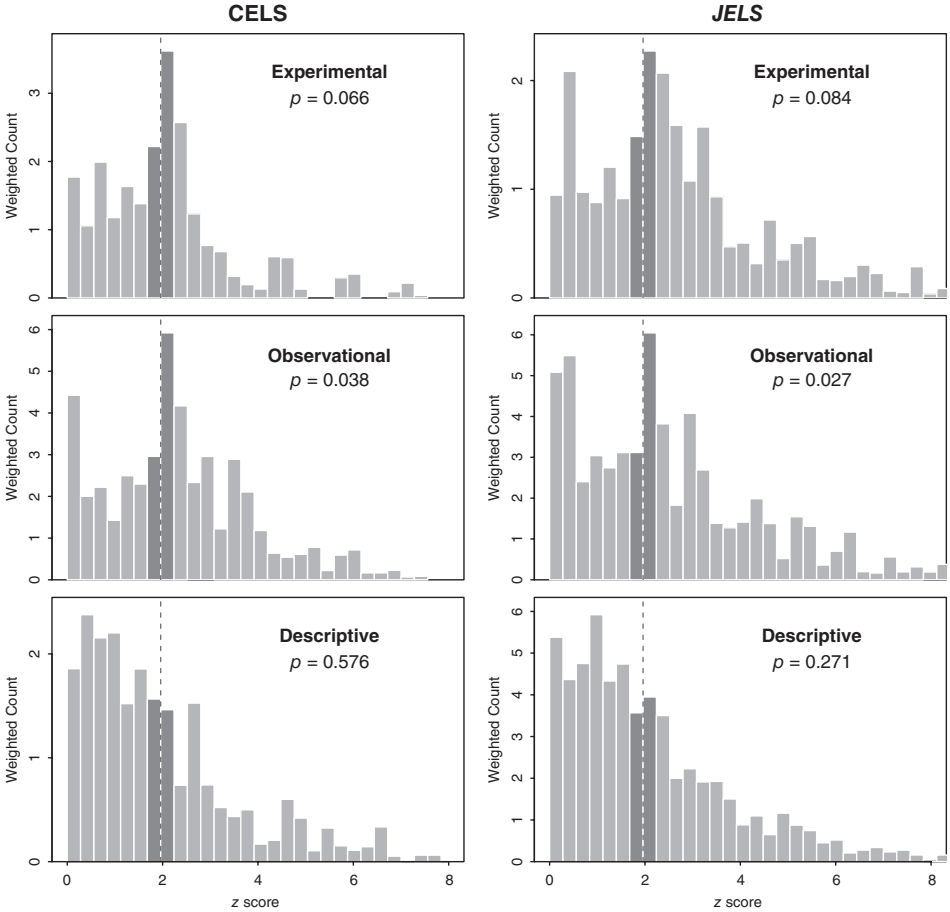 CELS
JELS
Experimental
p = 0.066
Weighted Count
0
1
2
3
Experimental
p = 0.084
Weighted Count
0
1
2
Observational
p = 0.038
Weighted Count
0
1
2
3
4
5
6
Observational
p = 0.027
Weighted Count
0
1
2
3
4
5
6
Descriptive
p = 0.576
Weighted Count
0
1
2
0 2 4 6 8
z score
Descriptive
p = 0.271
Weighted Count
0
1
2
3
4
5
6
0 2 4 6 8
z score